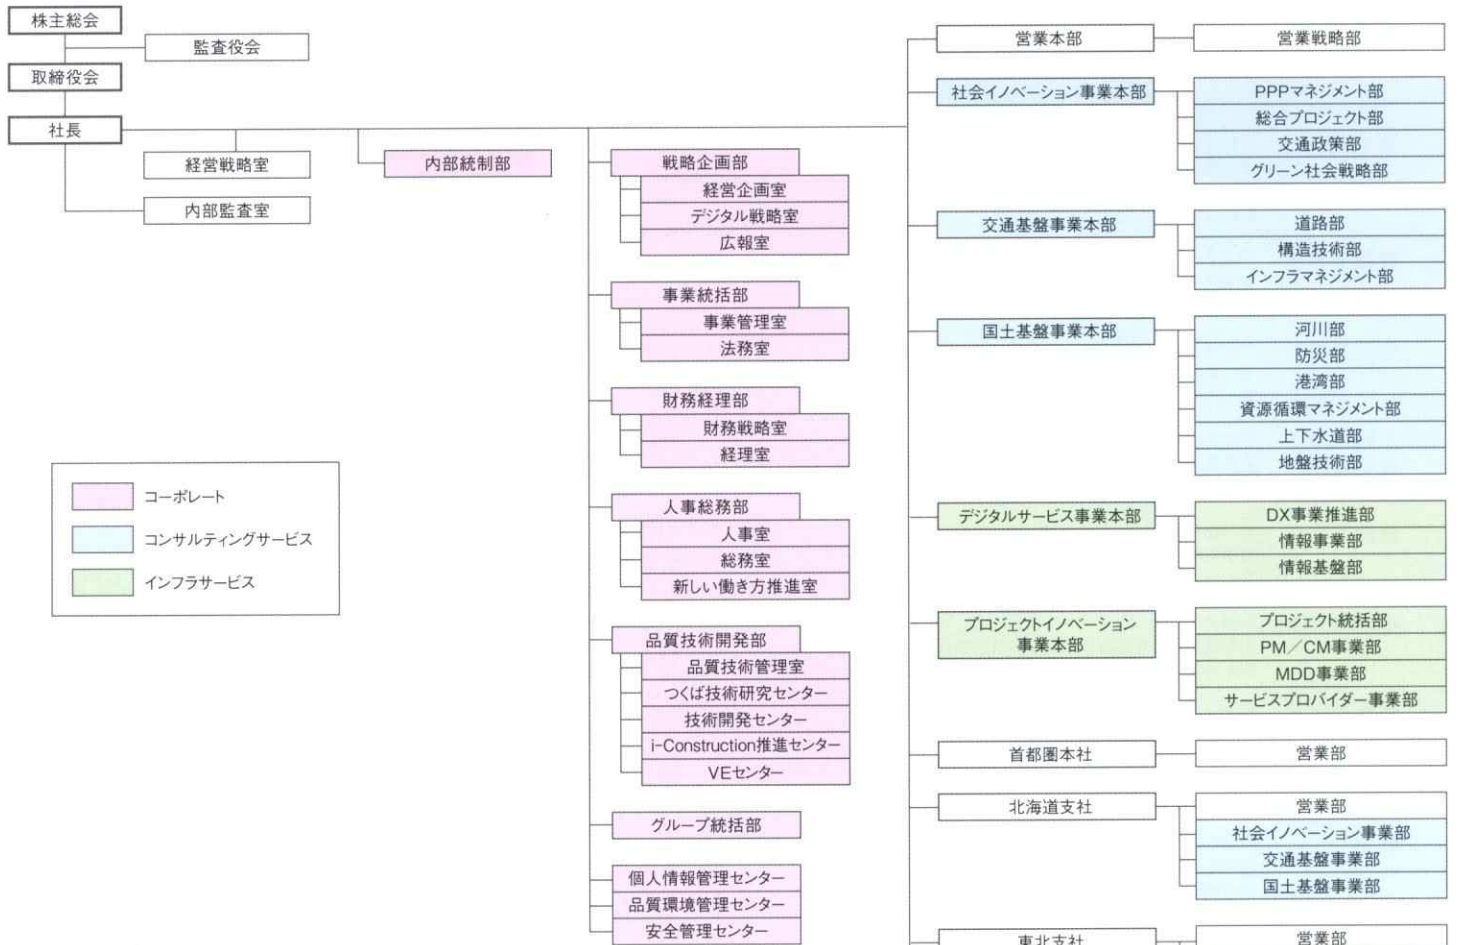 株主総会
監査役会
取締役会
社長
経営戦略室
内部監査室
内部統制部
戦略企画部
経営企画室
デジタル戦略室
広報室
事業統括部
事業管理室
法務室
財務経理部
財務戦略室
経理室
人事総務部
人事室
総務室
新しい働き方推進室
品質技術開発部
品質技術管理室
つくば技術研究センター
技術開発センター
i-Construction推進センター
VEセンター
グループ統括部
個人情報管理センター
品質環境管理センター
安全管理センター
コーポレート
コンサルティングサービス
インフラサービス
営業本部
営業戦略部
社会イノベーション事業本部
PPPマネジメント部
総合プロジェクト部
交通政策部
グリーン社会戦略部
交通基盤事業本部
道路部
構造技術部
インフラマネジメント部
国土基盤事業本部
河川部
防災部
港湾部
資源循環マネジメント部
上下水道部
地盤技術部
デジタルサービス事業本部
DX事業推進部
情報事業部
情報基盤部
プロジェクトイノベーション
事業本部
プロジェクト統括部
PM/CM事業部
MDD事業部
サービスプロバイダー事業部
首都圏本社
営業部
北海道支社
営業部
社会イノベーション事業部
交通基盤事業部
国土基盤事業部
東北支社
営業部